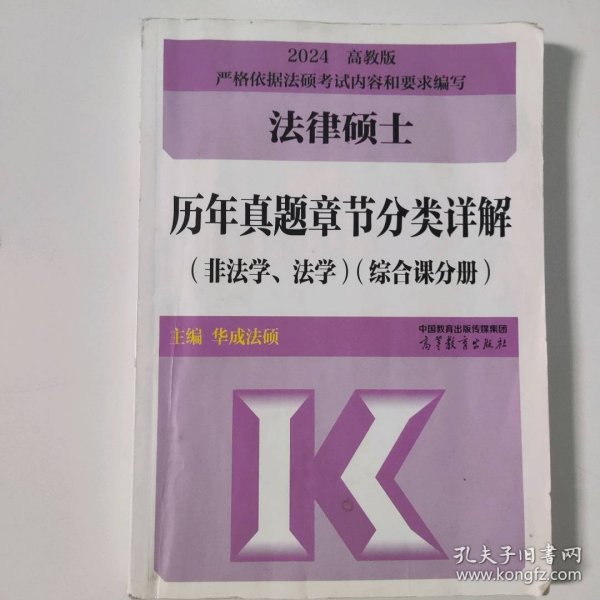 2024 高教版
严格依据法硕考试内容和要求编写
法律硕士
历年真题章节分类详解
(非法学、法学)(综合课分册)
主编 华成法硕
中国教育出版传媒集团
高等教育出版社
K
孔夫子旧书网
www.kongfz.com